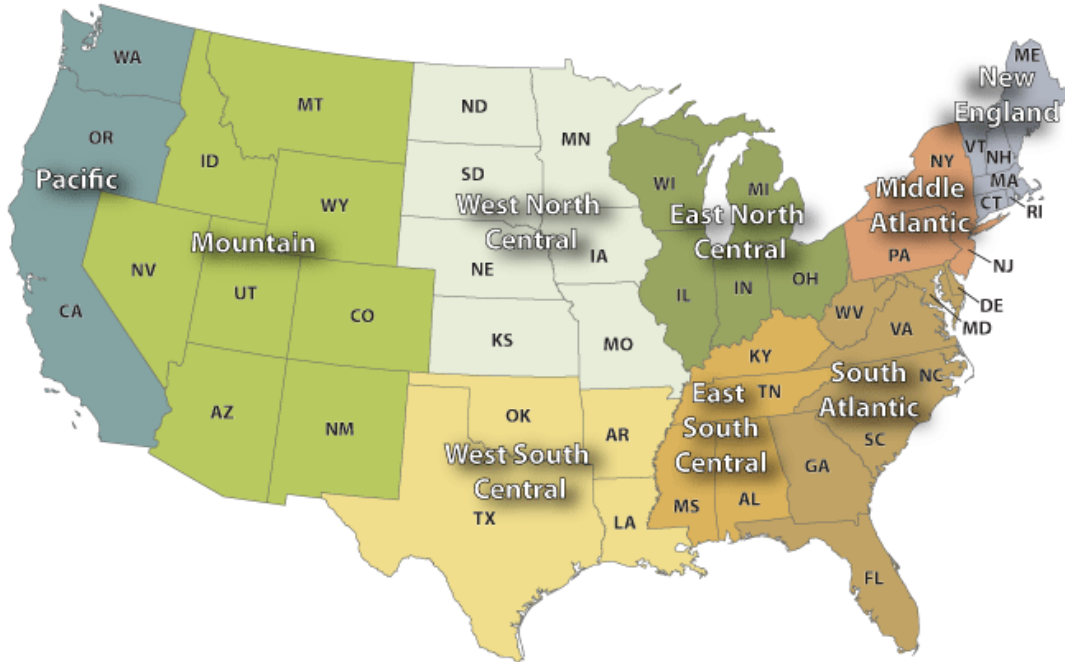 ME
WA
New
England
MT
ND
OR
MN
VT
NH
NY
ID
SD
MA
Pacific
WI
MI
Middle
Atlantic
CT
WY
West North
Central
East North
Central
RI
Mountain
IA
PA
NJ
NV
NE
OH
UT
IL
IN
DE
CA
CO
WV
MD
VA
KS
MO
KY
South
Atlantic
NC
East
South
Central
TN
AZ
OK
NM
AR
SC
West South
Central
GA
TX
LA
MS
AL
FL